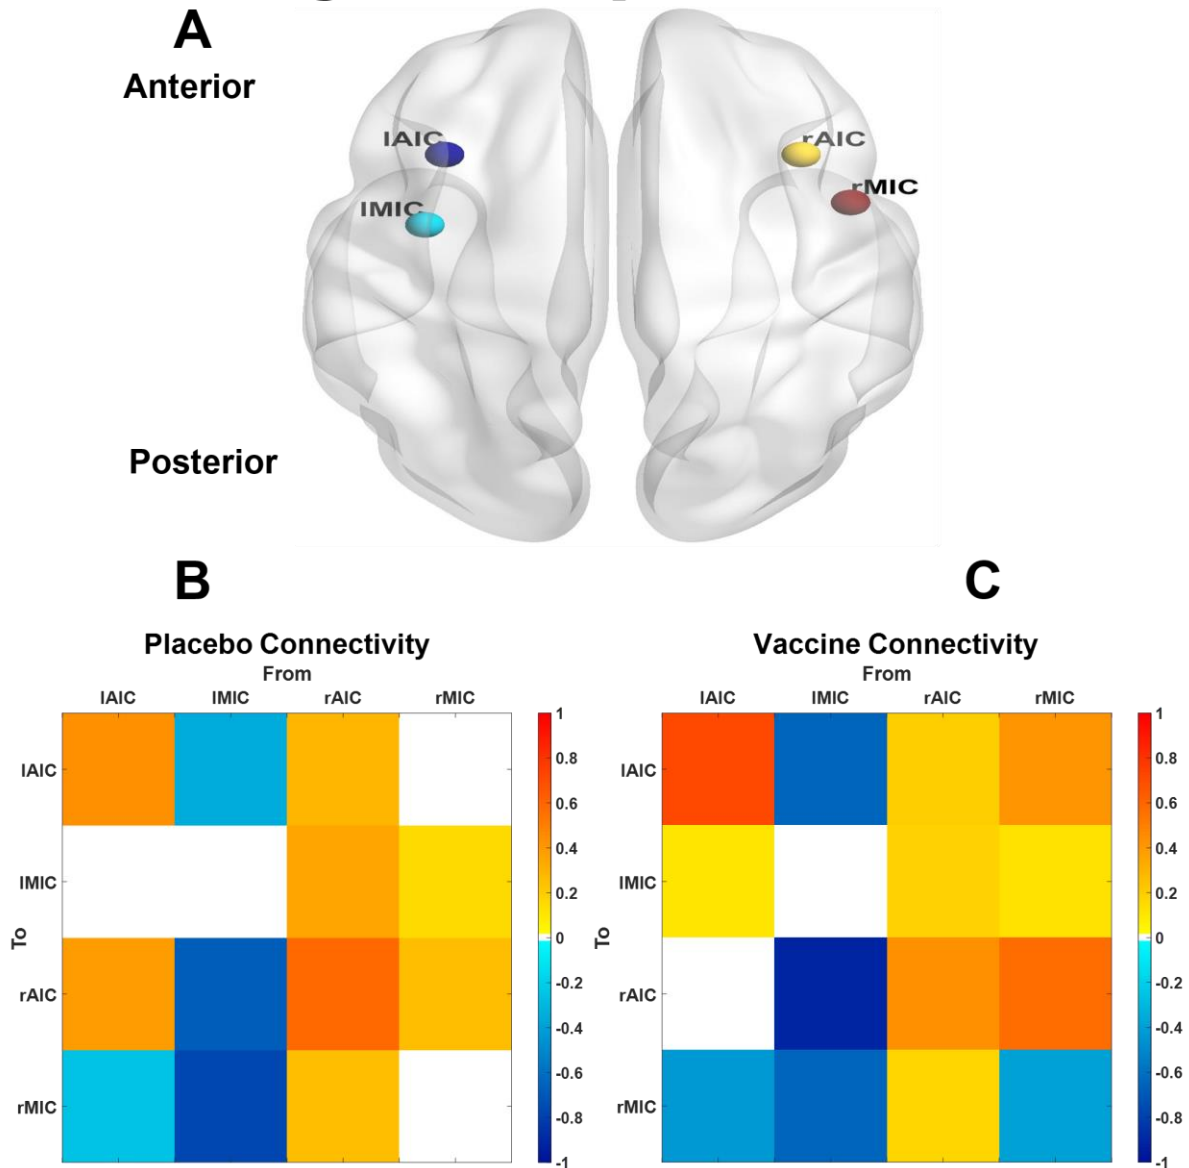 A
Anterior
lAIC
rAIC
rMIC
lMIC
Posterior
B
C
Placebo Connectivity
From
lAIC lMIC rAIC rMIC
To
lAIC
lMIC
rAIC
rMIC
1
0.8
0.6
0.4
0.2
0
-0.2
-0.4
-0.6
-0.8
-1
Vaccine Connectivity
From
lAIC lMIC rAIC rMIC
To
lAIC
lMIC
rAIC
rMIC
1
0.8
0.6
0.4
0.2
0
-0.2
-0.4
-0.6
-0.8
-1